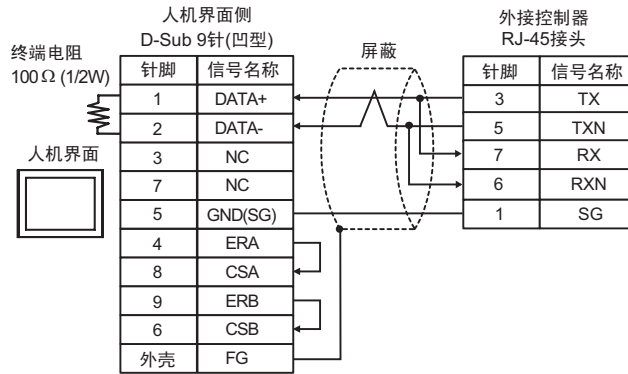 人机界面侧
D-Sub 9针(凹型)
外接控制器
RJ-45接头
终端电阻
100Ω (1/2W)
屏蔽
人机界面
针脚 信号名称
1 DATA+
2 DATA-
3 NC
7 NC
5 GND(SG)
4 ERA
8 CSA
9 ERB
6 CSB
外壳 FG
针脚 信号名称
3 TX
5 TXN
7 RX
6 RXN
1 SG